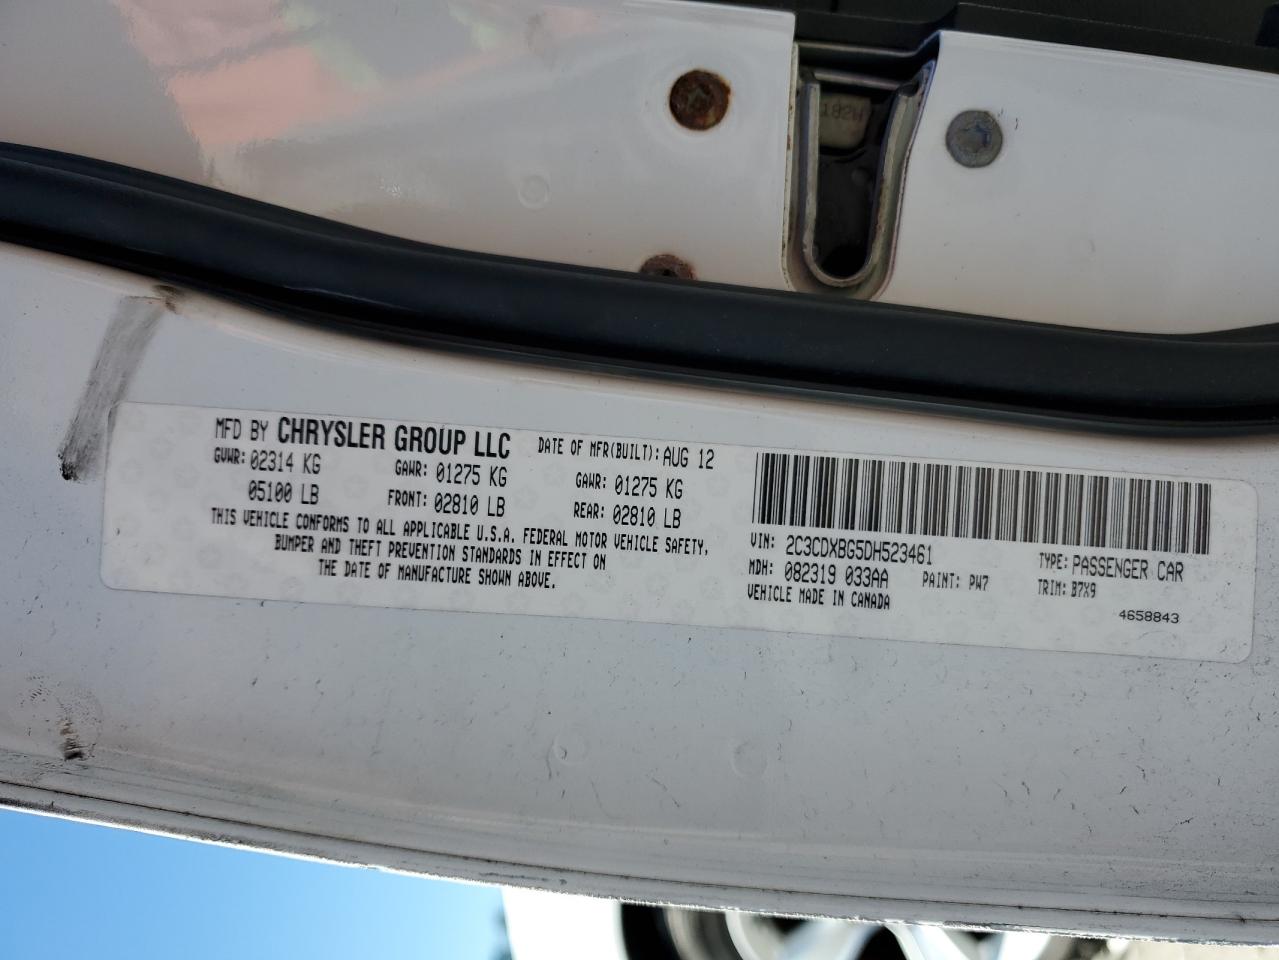 182W
MFD BY CHRYSLER GROUP LLC DATE OF MFR(BUILT): AUG 12
GVWR: 02314 KG GAWR: 01275 KG GAWR: 01275 KG
05100 LB FRONT: 02810 LB REAR: 02810 LB
THIS VEHICLE CONFORMS TO ALL APPLICABLE U.S.A. FEDERAL MOTOR VEHICLE SAFETY,
BUMPER AND THEFT PREVENTION STANDARDS IN EFFECT ON
THE DATE OF MANUFACTURE SHOWN ABOVE.
VIN: 2C3CDXBG5DH523461 TYPE: PASSENGER CAR
MDH: 082319 033AA PAINT: PW7 TRIM: B7X9
VEHICLE MADE IN CANADA
4658843